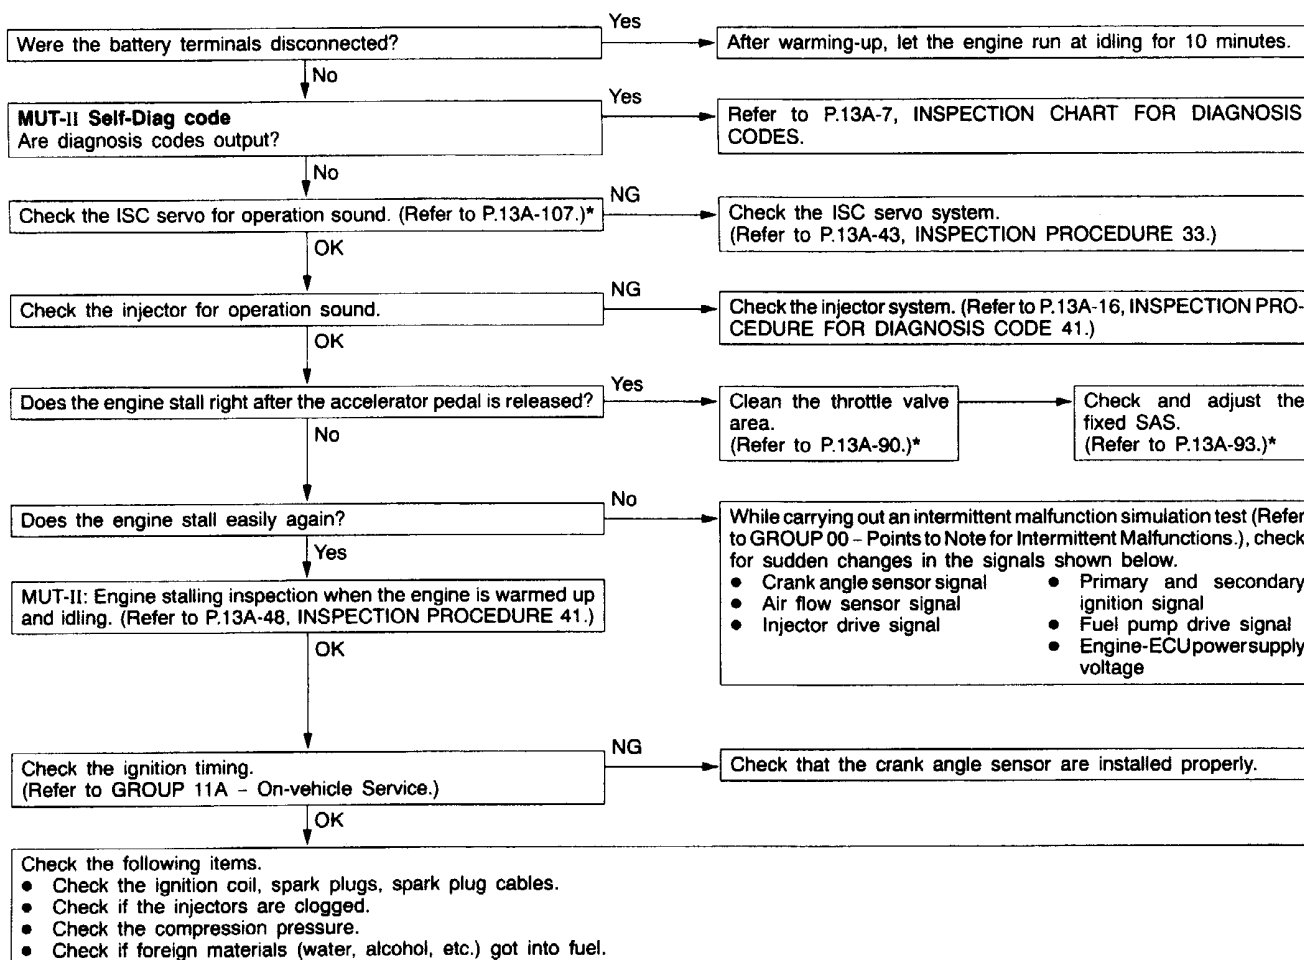 Were the battery terminals disconnected?
Yes
After warming-up, let the engine run at idling for 10 minutes.
No
MUT-II Self-Diag code
Are diagnosis codes output?
Yes
Refer to P.13A-7, INSPECTION CHART FOR DIAGNOSIS
CODES.
No
Check the ISC servo for operation sound. (Refer to P.13A-107.)*
NG
Check the ISC servo system.
(Refer to P.13A-43, INSPECTION PROCEDURE 33.)
OK
Check the injector for operation sound.
NG
Check the injector system. (Refer to P.13A-16, INSPECTION PRO-
CEDURE FOR DIAGNOSIS CODE 41.)
OK
Does the engine stall right after the accelerator pedal is released?
Yes
Clean the throttle valve
area.
(Refer to P.13A-90.)*
Check and adjust the
fixed SAS.
(Refer to P.13A-93.)*
No
Does the engine stall easily again?
No
While carrying out an intermittent malfunction simulation test (Refer
to GROUP 00 – Points to Note for Intermittent Malfunctions.), check
for sudden changes in the signals shown below.
● Crank angle sensor signal
● Air flow sensor signal
● Injector drive signal
● Primary and secondary
ignition signal
● Fuel pump drive signal
● Engine-ECU power supply
voltage
Yes
MUT-II: Engine stalling inspection when the engine is warmed up
and idling. (Refer to P.13A-48, INSPECTION PROCEDURE 41.)
OK
Check the ignition timing.
(Refer to GROUP 11A – On-vehicle Service.)
NG
Check that the crank angle sensor are installed properly.
OK
Check the following items.
● Check the ignition coil, spark plugs, spark plug cables.
● Check if the injectors are clogged.
● Check the compression pressure.
● Check if foreign materials (water, alcohol, etc.) got into fuel.